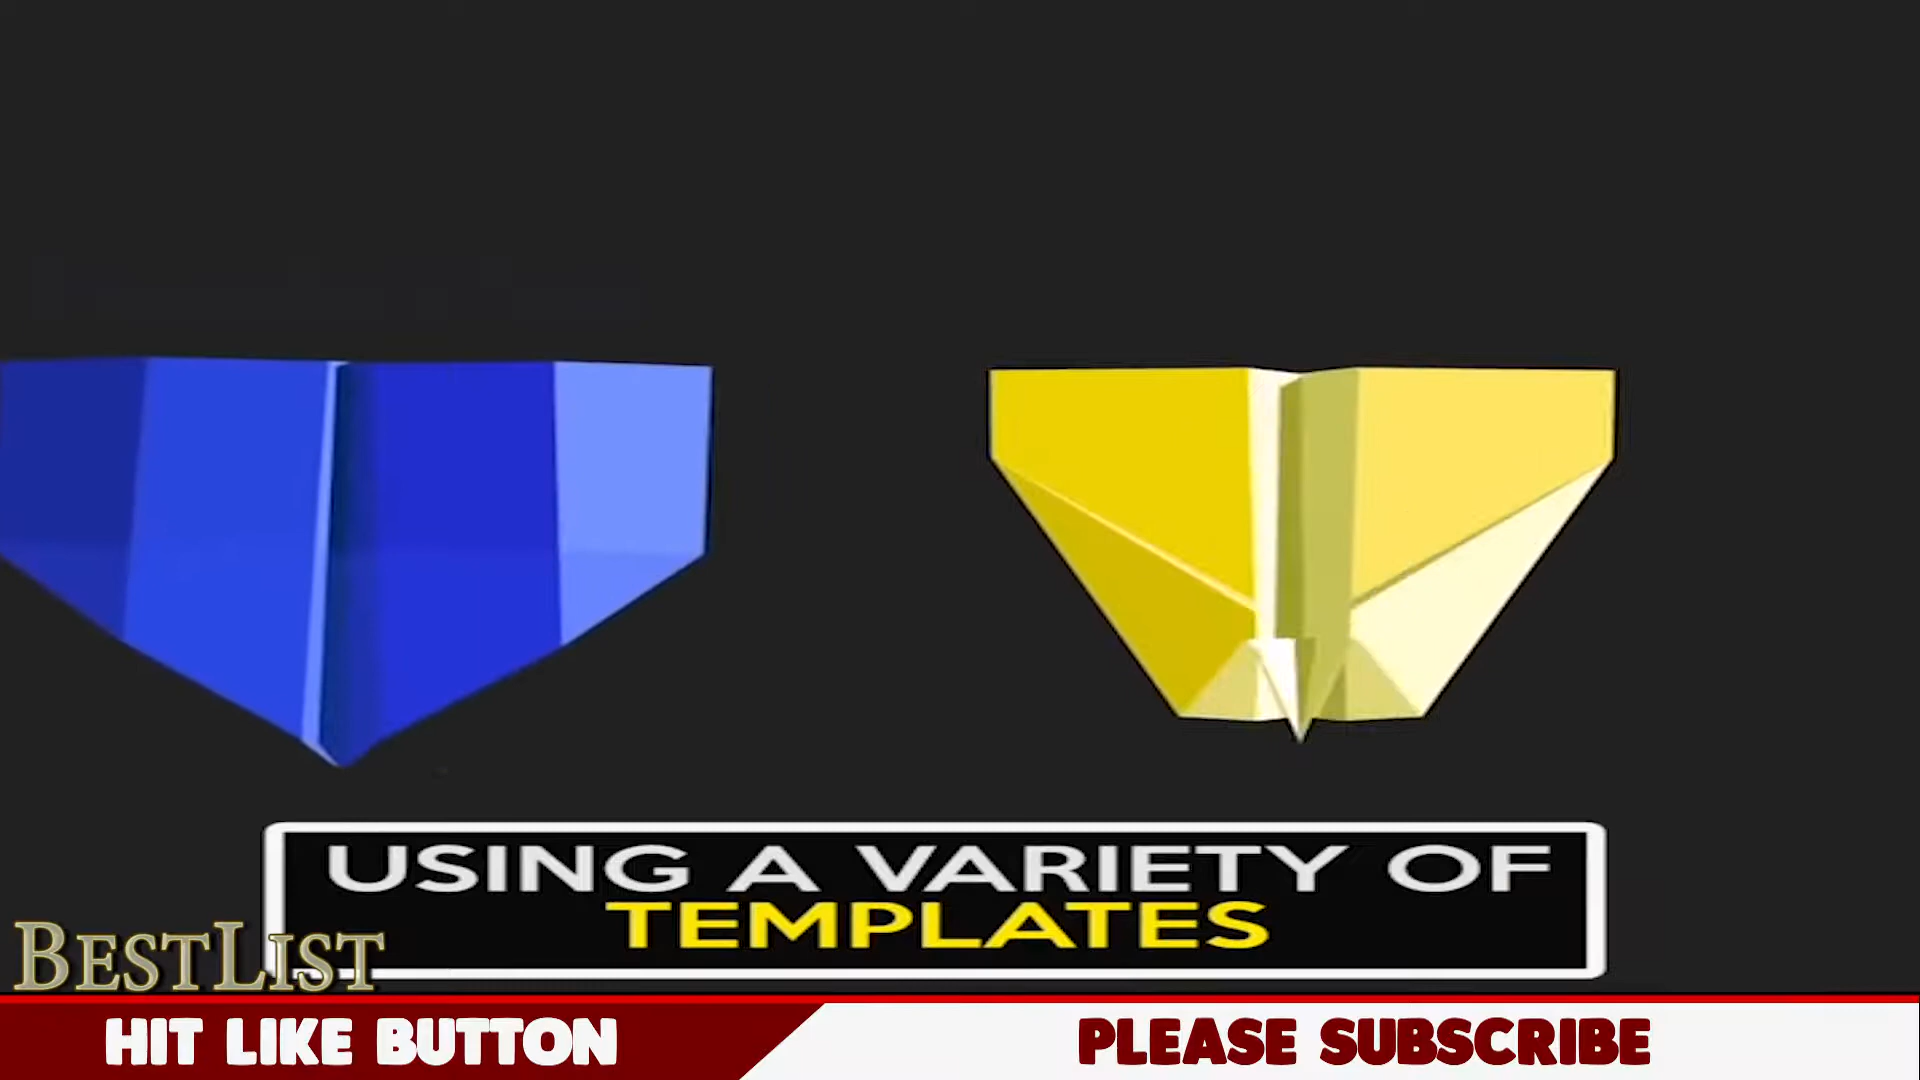 USING A VARIETY OF
TEMPLATES
BESTLIST
HIT LIKE BUTTON
PLEASE SUBSCRIBE